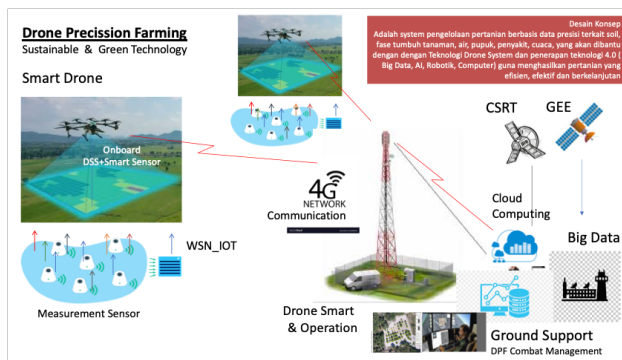 Drone Precission Farming
Sustainable & Green Technology
Smart Drone
Onboard
DSS+Smart Sensor
WSN_IOT
Measurement Sensor
4G
NETWORK
Communication
Drone Smart
& Operation
Desain Konsep
Adalah system pengelolaan pertanian berbasis data presisi terkait soil,
fase tumbuh tanaman, air, pupuk, penyakit, cuaca, yang akan dibantu
dengan dengan Teknologi Drone System dan penerapan teknologi 4.0 (
Big Data, AI, Robotik, Computer) guna menghasilkan pertanian yang
efisien, efektif dan berkelanjutan
CSRT
GEE
Cloud
Computing
Big Data
Ground Support
DPF Combat Management